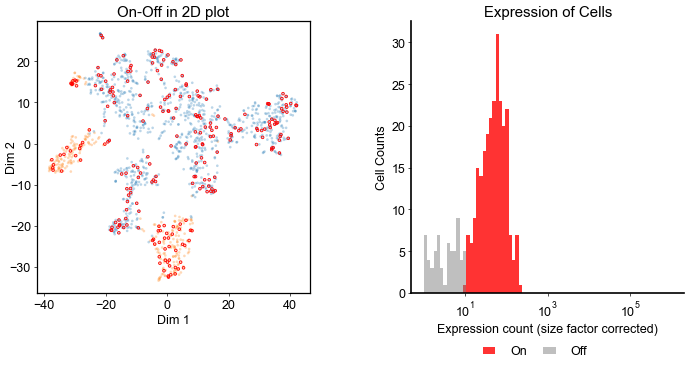 On-Off in 2D plot
Expression of Cells
Dim 2
20
10
0
−10
−20
−30
−40
−20
0
20
40
Dim 1
Cell Counts
30
25
20
15
10
5
0
10^1
10^3
10^5
Expression count (size factor corrected)
On
Off